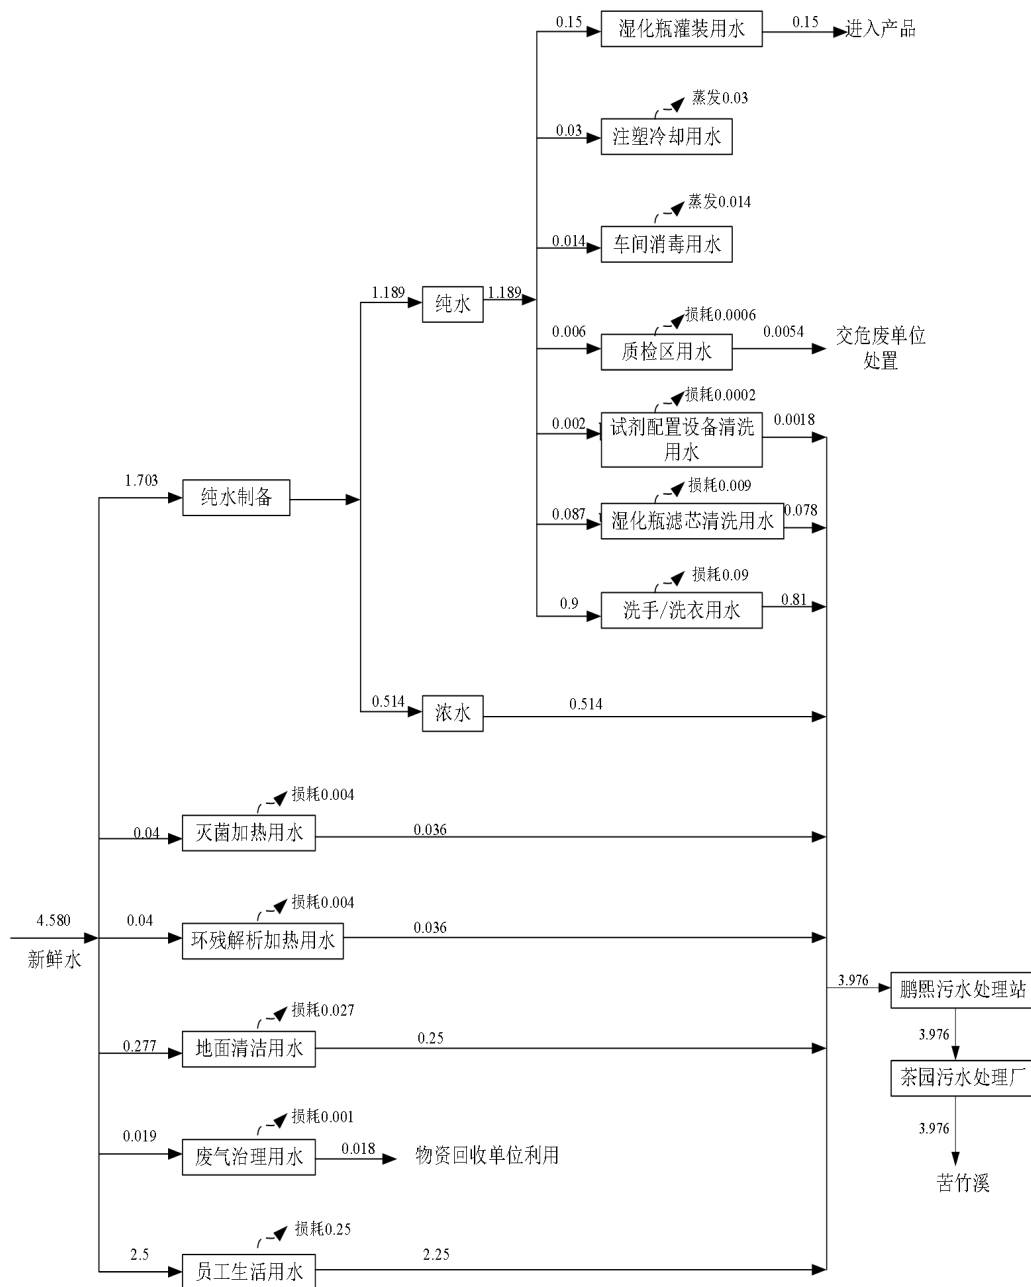 0.15
湿化瓶灌装用水
0.15
进入产品
蒸发0.03
0.03
注塑冷却用水
蒸发0.014
0.014
车间消毒用水
1.189
纯水
1.189
损耗0.0006
0.006
质检区用水
0.0054
交危废单位
处置
损耗0.0002
0.002
试剂配置设备清洗
用水
0.0018
1.703
纯水制备
损耗0.009
0.087
湿化瓶滤芯清洗用水
0.078
损耗0.09
0.9
洗手/洗衣用水
0.81
0.514
浓水
0.514
损耗0.004
0.04
灭菌加热用水
0.036
4.580
新鲜水
损耗0.004
0.04
环残解析加热用水
0.036
3.976
鹏熙污水处理站
损耗0.027
0.277
地面清洁用水
0.25
3.976
茶园污水处理厂
损耗0.001
0.019
废气治理用水
0.018
物资回收单位利用
3.976
苦竹溪
损耗0.25
2.5
员工生活用水
2.25